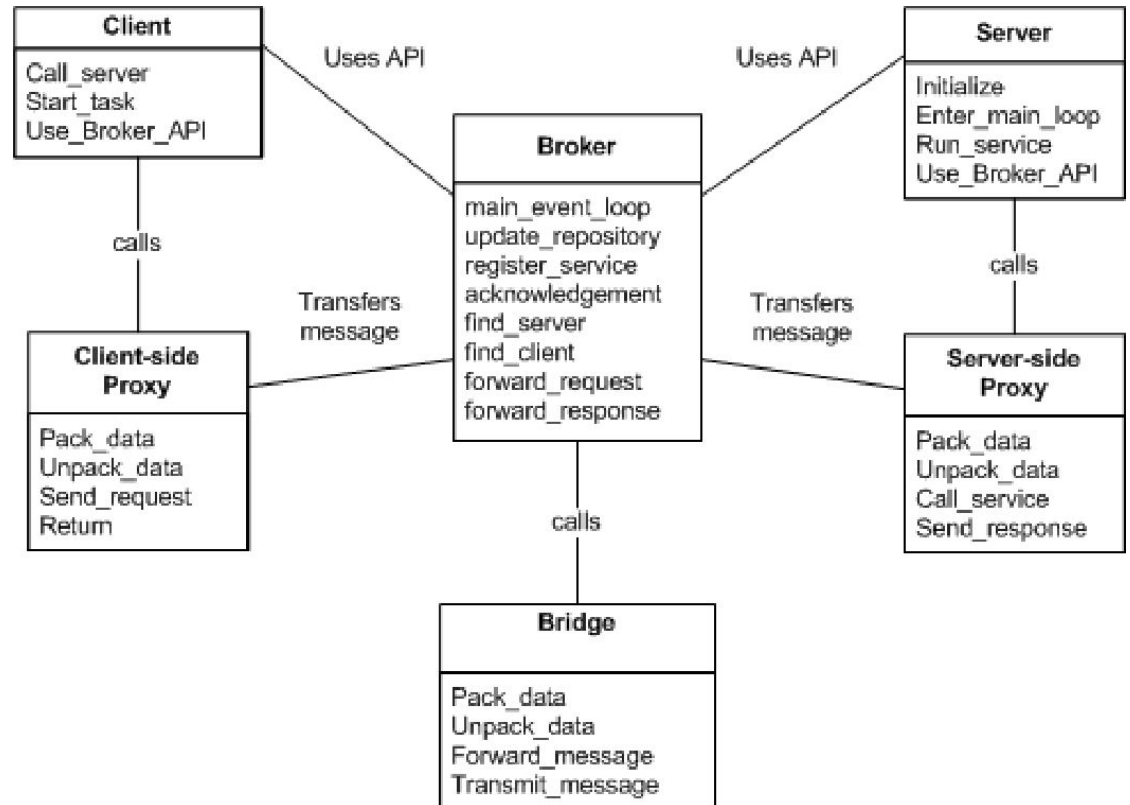 Client
Call_server
Start_task
Use_Broker_API
Uses API
Uses API
Server
Initialize
Enter_main_loop
Run_service
Use_Broker_API
Broker
main_event_loop
update_repository
register_service
acknowledgement
find_server
find_client
forward_request
forward_response
calls
calls
Transfers
message
Transfers
message
Client-side
Proxy
Pack_data
Unpack_data
Send_request
Return
Server-side
Proxy
Pack_data
Unpack_data
Call_service
Send_response
calls
Bridge
Pack_data
Unpack_data
Forward_message
Transmit_message